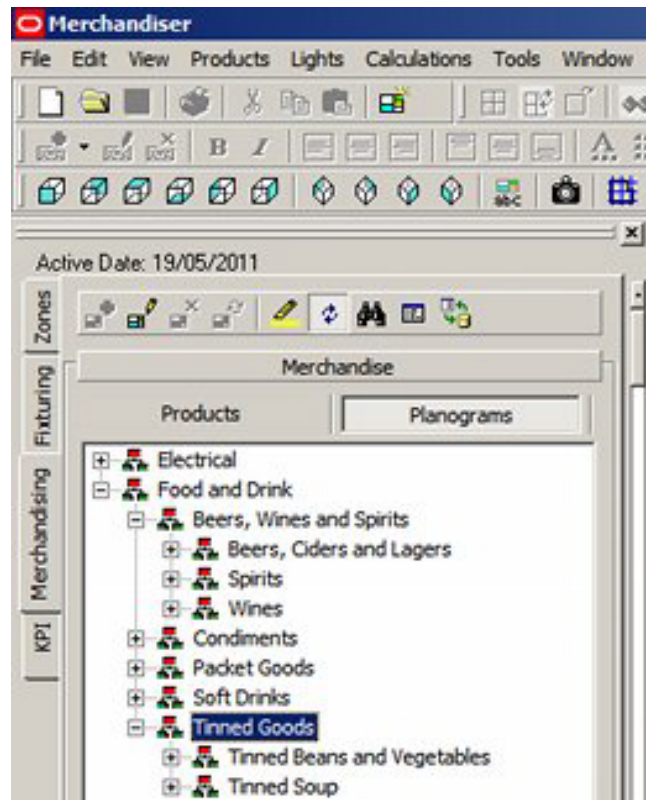 Merchandiser
File Edit View Products Lights Calculations Tools Window
B I A
abc
Active Date: 19/05/2011
Zones
Fixturing
Merchandising
KPI
Merchandise
Products Planograms
Electrical
Food and Drink
Beers, Wines and Spirits
Beers, Ciders and Lagers
Spirits
Wines
Condiments
Packet Goods
Soft Drinks
Tinned Goods
Tinned Beans and Vegetables
Tinned Soup